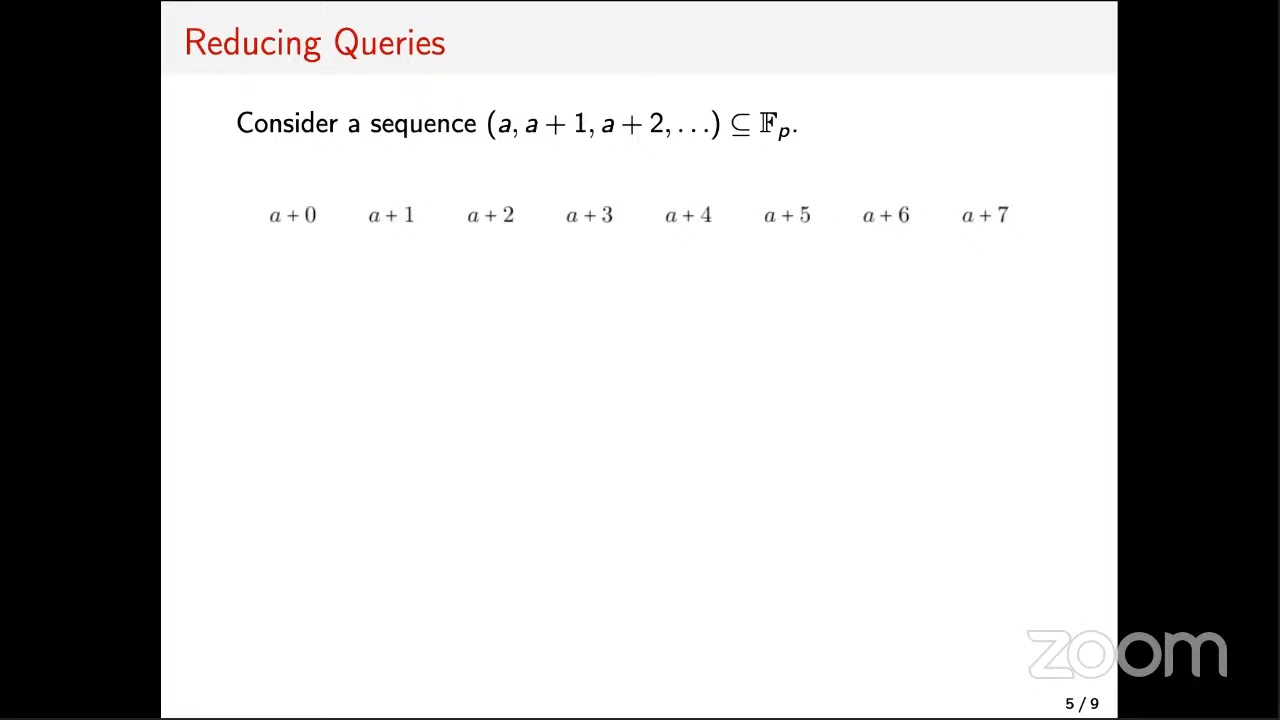 Reducing Queries
Consider a sequence (a, a + 1, a + 2, . . .) ⊆ 𝔽ₚ.
a + 0 a + 1 a + 2 a + 3 a + 4 a + 5 a + 6 a + 7
zoom
5 / 9